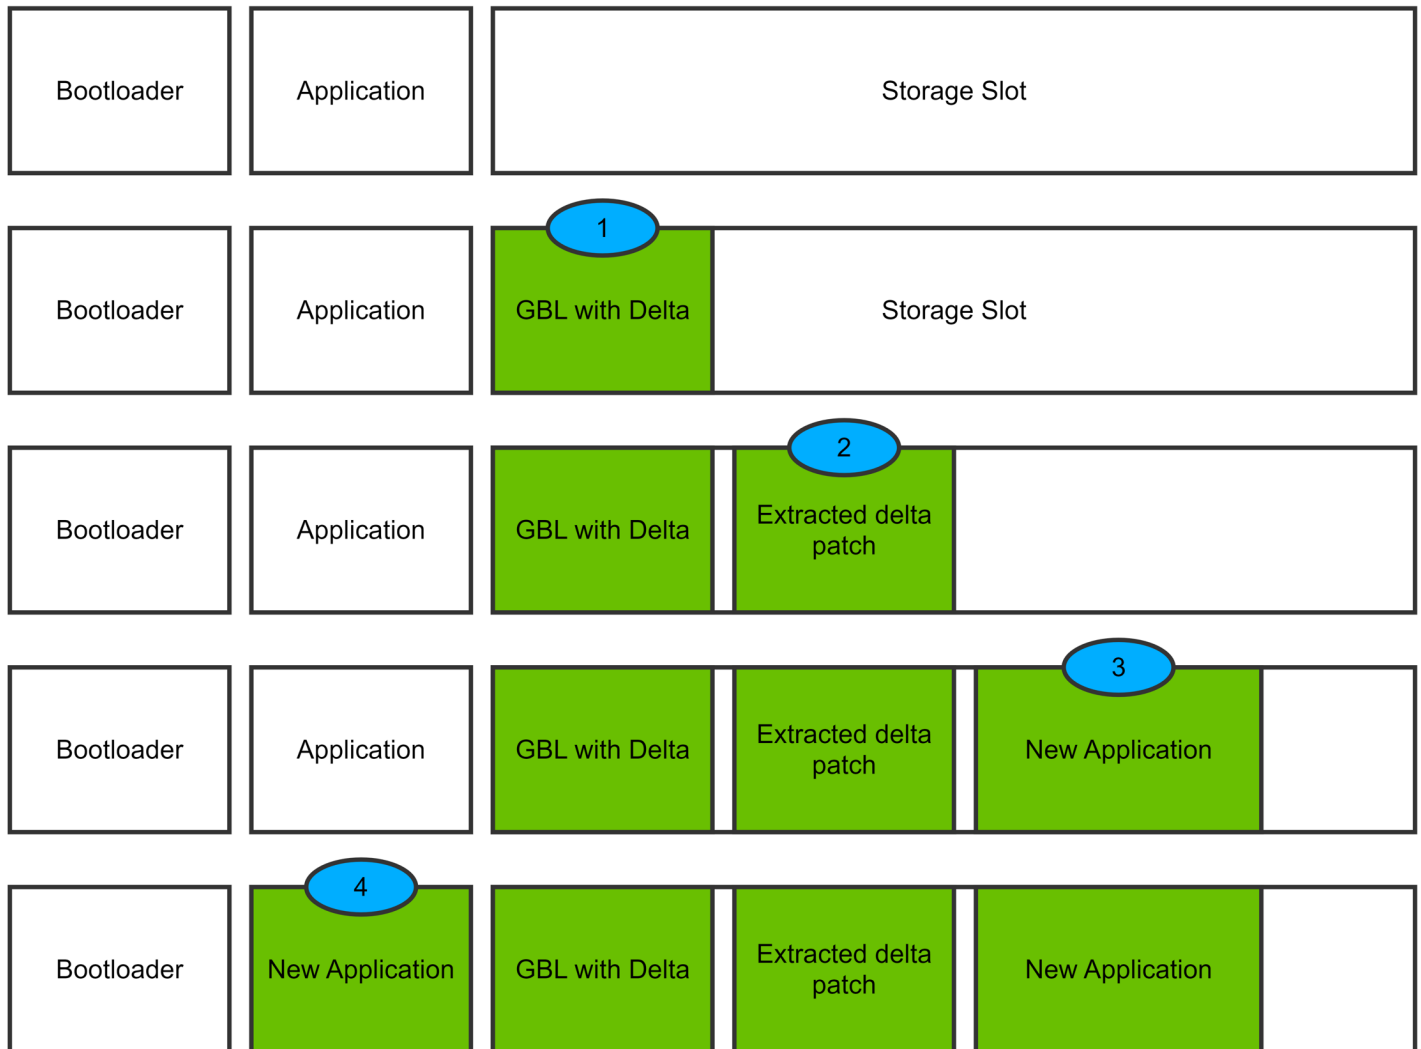 Bootloader
Application
Storage Slot
1
Bootloader
Application
GBL with Delta
Storage Slot
2
Bootloader
Application
GBL with Delta
Extracted delta
patch
3
Bootloader
Application
GBL with Delta
Extracted delta
patch
New Application
4
Bootloader
New Application
GBL with Delta
Extracted delta
patch
New Application